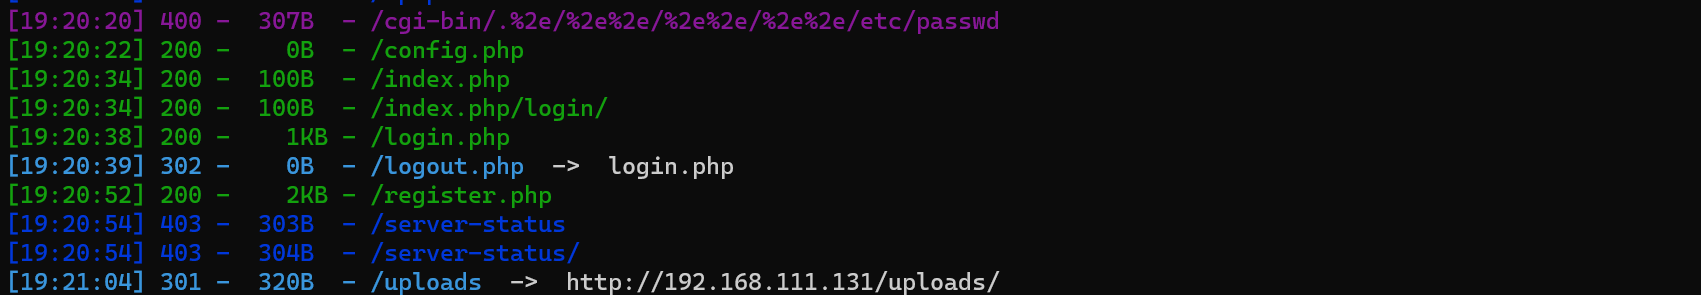 [19:20:20] 400 - 307B - /cgi-bin/.%2e/%2e%2e/%2e%2e/%2e%2e/etc/passwd
[19:20:22] 200 - 0B - /config.php
[19:20:34] 200 - 100B - /index.php
[19:20:34] 200 - 100B - /index.php/login/
[19:20:38] 200 - 1KB - /login.php
[19:20:39] 302 - 0B - /logout.php -> login.php
[19:20:52] 200 - 2KB - /register.php
[19:20:54] 403 - 303B - /server-status
[19:20:54] 403 - 304B - /server-status/
[19:21:04] 301 - 320B - /uploads -> http://192.168.111.131/uploads/